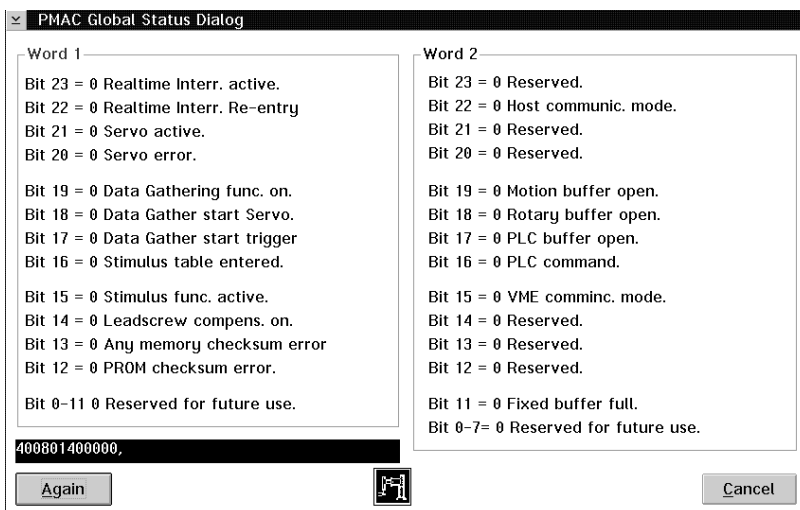 PMAC Global Status Dialog
Word 1
Bit 23 = 0 Realtime Interr. active.
Bit 22 = 0 Realtime Interr. Re-entry
Bit 21 = 0 Servo active.
Bit 20 = 0 Servo error.
Bit 19 = 0 Data Gathering func. on.
Bit 18 = 0 Data Gather start Servo.
Bit 17 = 0 Data Gather start trigger
Bit 16 = 0 Stimulus table entered.
Bit 15 = 0 Stimulus func. active.
Bit 14 = 0 Leadscrew compens. on.
Bit 13 = 0 Any memory checksum error
Bit 12 = 0 PROM checksum error.
Bit 0-11 0 Reserved for future use.
400801400000,
Word 2
Bit 23 = 0 Reserved.
Bit 22 = 0 Host communic. mode.
Bit 21 = 0 Reserved.
Bit 20 = 0 Reserved.
Bit 19 = 0 Motion buffer open.
Bit 18 = 0 Rotary buffer open.
Bit 17 = 0 PLC buffer open.
Bit 16 = 0 PLC command.
Bit 15 = 0 VME comminc. mode.
Bit 14 = 0 Reserved.
Bit 13 = 0 Reserved.
Bit 12 = 0 Reserved.
Bit 11 = 0 Fixed buffer full.
Bit 0-7= 0 Reserved for future use.
Again
Cancel